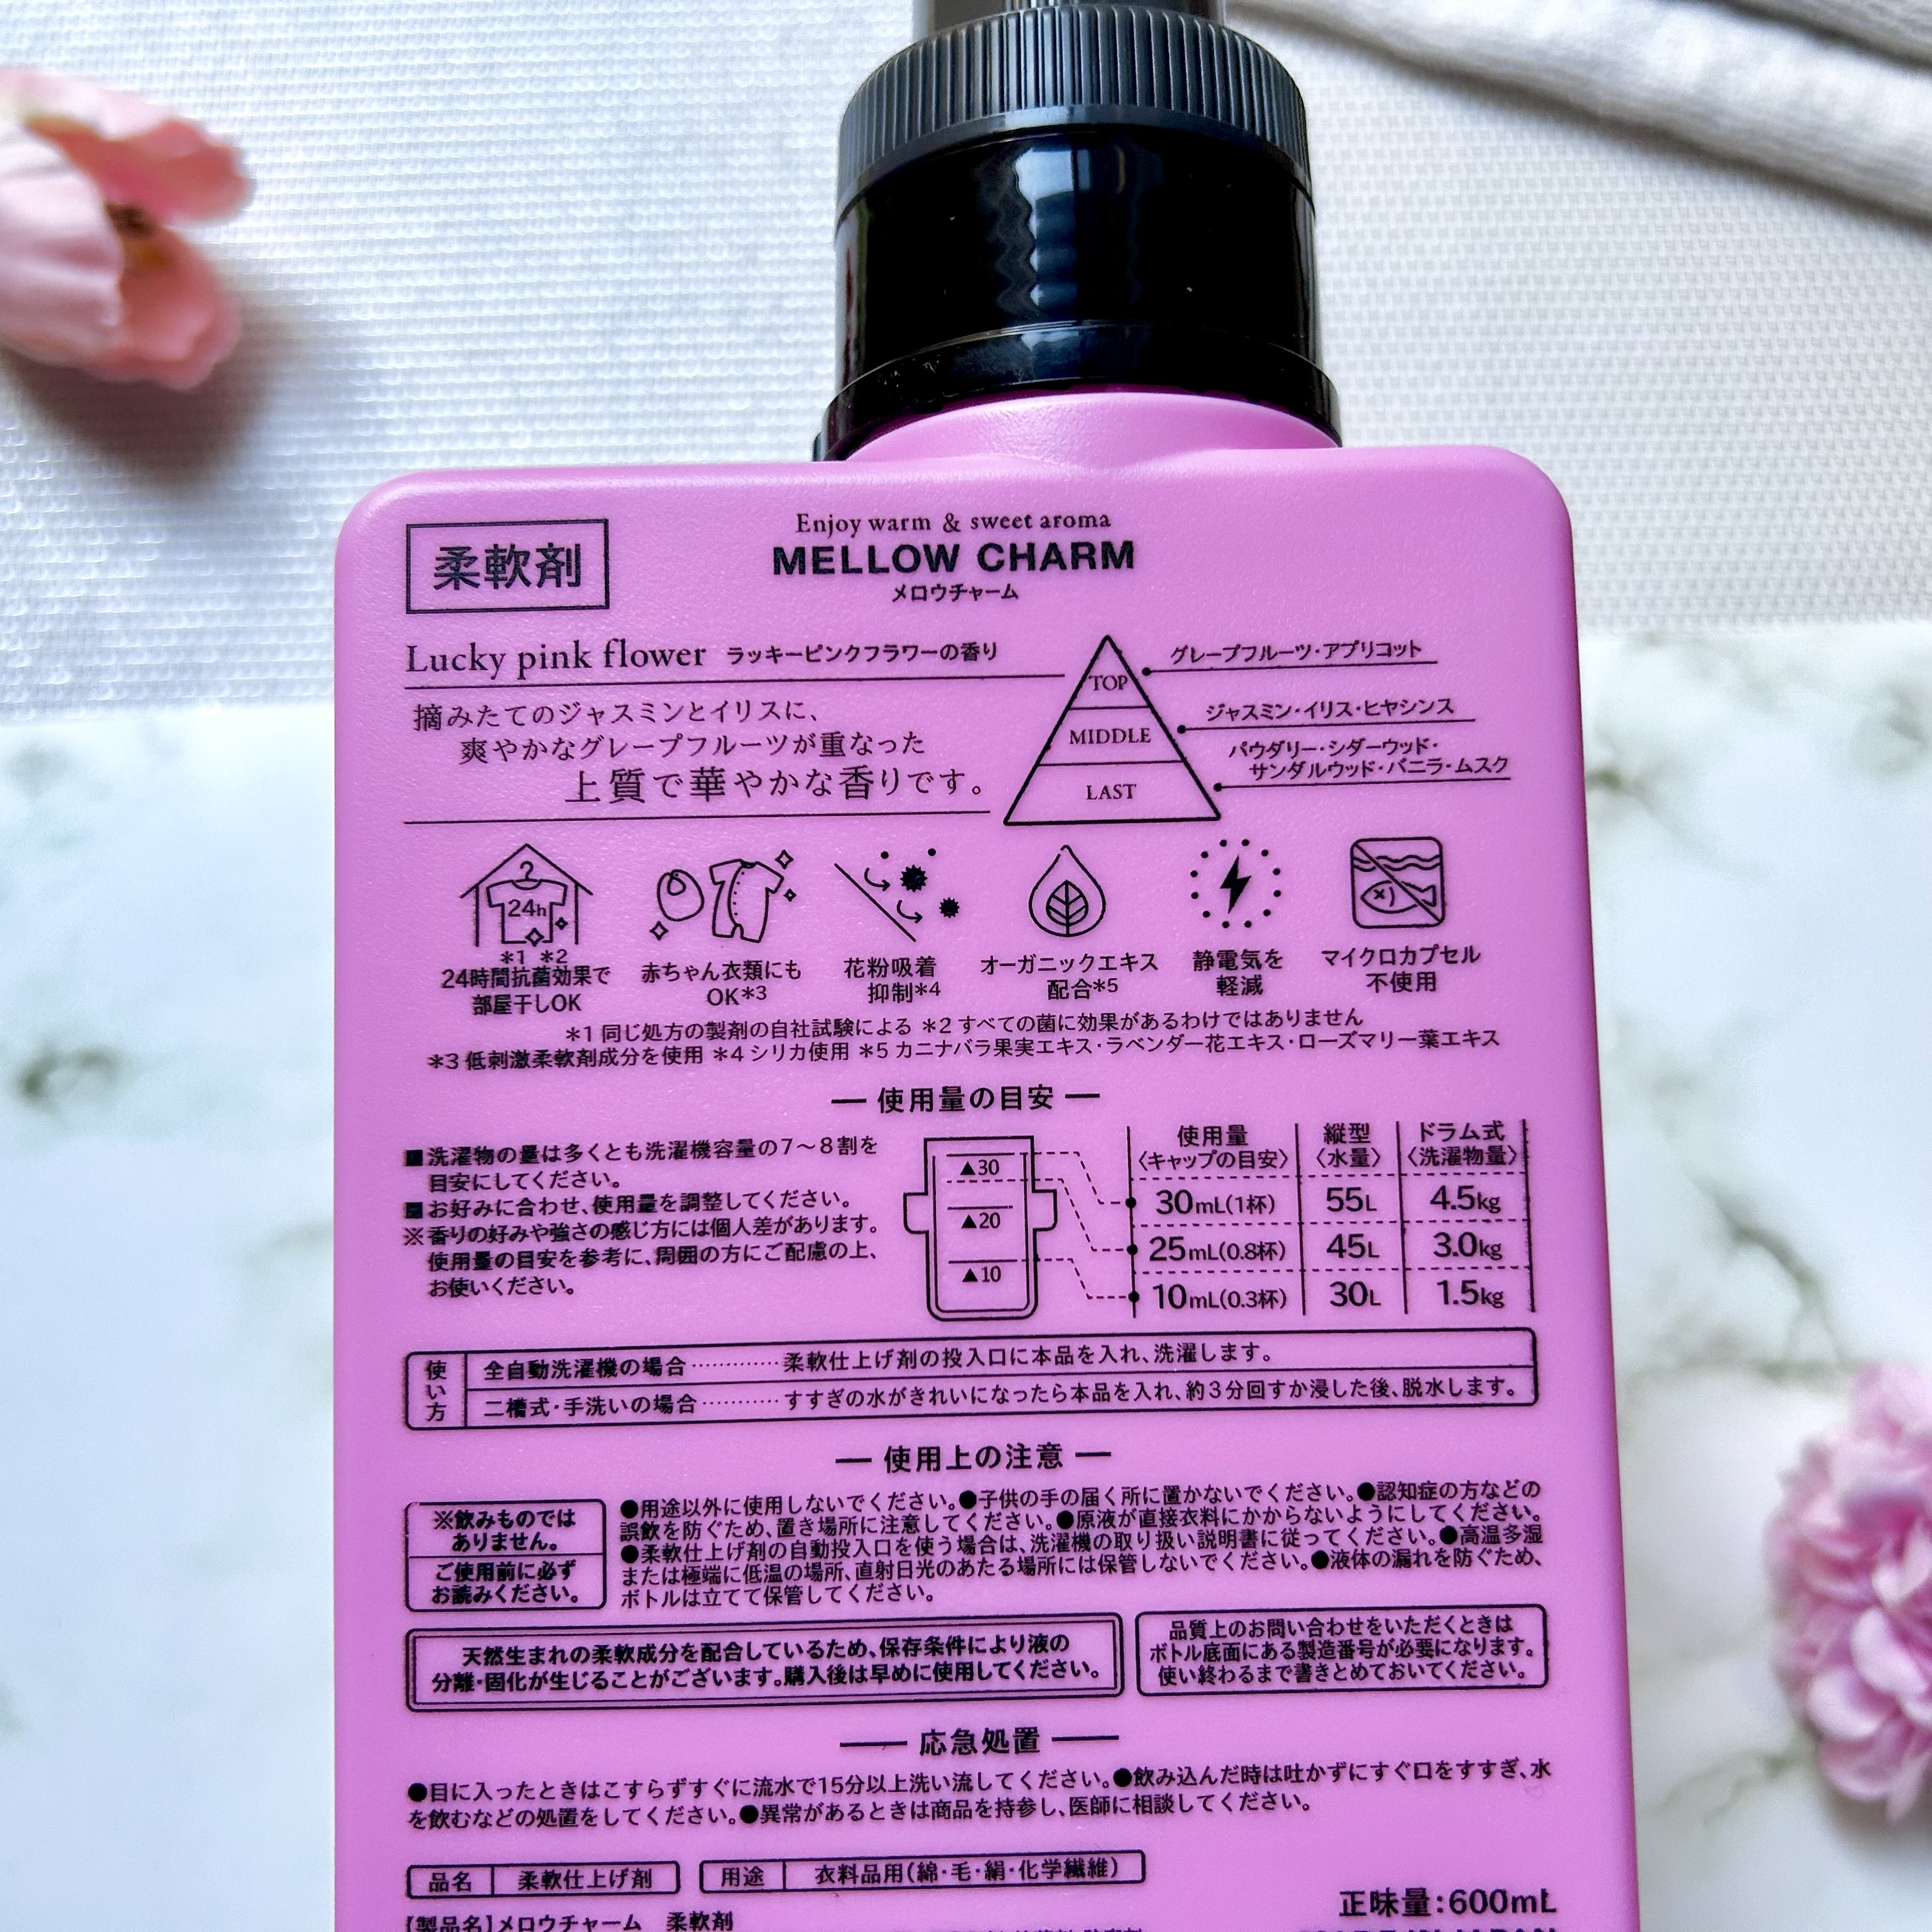 柔軟剤
Enjoy warm & sweet aroma
MELLOW CHARM
メロウチャーム
Lucky pink flower ラッキーピンクフラワーの香り
摘みたてのジャスミンとイリスに、
爽やかなグレープフルーツが重なった
上質で華やかな香りです。
TOP
グレープフルーツ・アプリコット
MIDDLE
ジャスミン・イリス・ヒヤシンス
LAST
パウダリー・シダーウッド・
サンダルウッド・バニラ・ムスク
24h
*1 *2
24時間抗菌効果で
部屋干しOK
赤ちゃん衣類にも
OK*3
花粉吸着
抑制*4
オーガニックエキス
配合*5
静電気を
軽減
マイクロカプセル
不使用
*1 同じ処方の製剤の自社試験による *2 すべての菌に効果があるわけではありません
*3 低刺激柔軟剤成分を使用 *4 シリカ使用 *5 カニナバラ果実エキス・ラベンダー花エキス・ローズマリー葉エキス
— 使用量の目安 —
■洗濯物の量は多くとも洗濯機容量の7〜8割を
目安にしてください。
■お好みに合わせ、使用量を調整してください。
※香りの好みや強さの感じ方には個人差があります。
使用量の目安を参考に、周囲の方にご配慮の上、
お使いください。
▲30
▲20
▲10
使用量 縦型 ドラム式
〈キャップの目安〉 〈水量〉 〈洗濯物量〉
30mL(1杯) 55L 4.5kg
25mL(0.8杯) 45L 3.0kg
10mL(0.3杯) 30L 1.5kg
使い方
全自動洗濯機の場合…………柔軟仕上げ剤の投入口に本品を入れ、洗濯します。
二槽式・手洗いの場合…………すすぎの水がきれいになったら本品を入れ、約3分回すか浸した後、脱水します。
— 使用上の注意 —
※飲みものでは
ありません。
ご使用前に必ず
お読みください。
●用途以外に使用しないでください。●子供の手の届く所に置かないでください。●認知症の方などの
誤飲を防ぐため、置き場所に注意してください。●原液が直接衣料にかからないようにしてください。
●柔軟仕上げ剤の自動投入口を使う場合は、洗濯機の取り扱い説明書に従ってください。●高温多湿
または極端に低温の場所、直射日光のあたる場所には保管しないでください。●液体の漏れを防ぐため、
ボトルは立てて保管してください。
天然生まれの柔軟成分を配合しているため、保存条件により液の
分離・固化が生じることがございます。購入後は早めに使用してください。
品質上のお問い合わせをいただくときは
ボトル底面にある製造番号が必要になります。
使い終わるまで書きとめておいてください。
— 応急処置 —
●目に入ったときはこすらずすぐに流水で15分以上洗い流してください。●飲み込んだ時は吐かずにすぐ口をすすぎ、水
を飲むなどの処置をしてください。●異常があるときは商品を持参し、医師に相談してください。
品名 柔軟仕上げ剤
用途 衣料品用(綿・毛・絹・化学繊維)
正味量:600mL
【製品名】メロウチャーム 柔軟剤